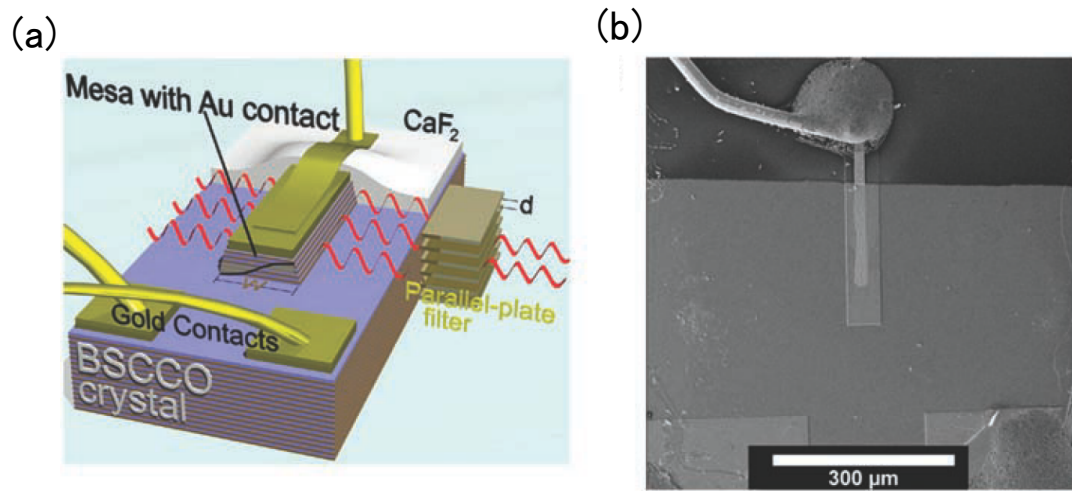 (a)
Mesa with Au contact
CaF₂
d
W
Parallel-plate
filter
Gold Contacts
BSCCO
crystal
(b)
300 μm